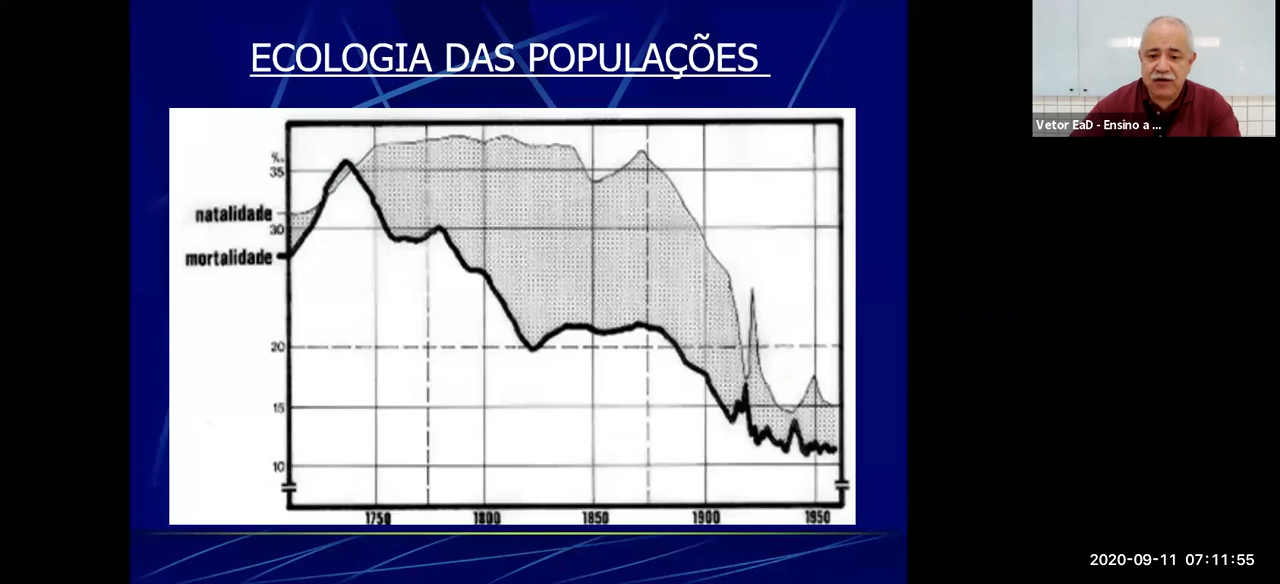 ECOLOGIA DAS POPULAÇÕES
Vetor EaD - Ensino a ...
‰
35
natalidade
30
mortalidade
20
15
10
1750 1800 1850 1900 1950
2020-09-11 07:11:55